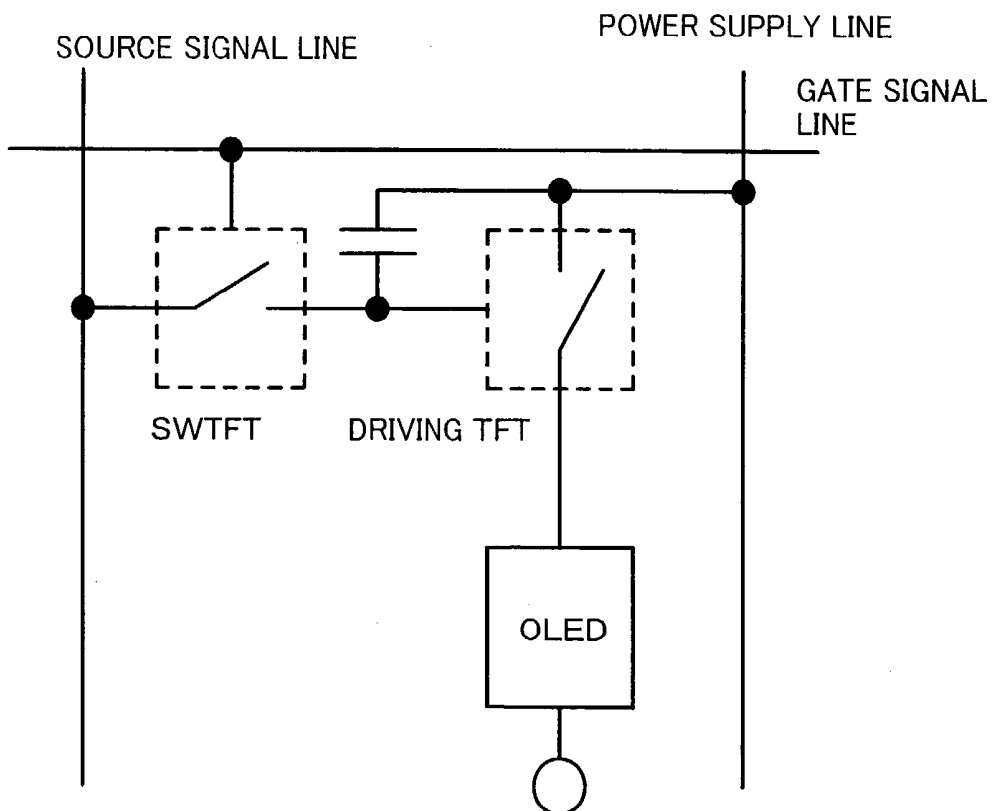 SOURCE SIGNAL LINE
POWER SUPPLY LINE
GATE SIGNAL
LINE
SWTFT
DRIVING TFT
OLED